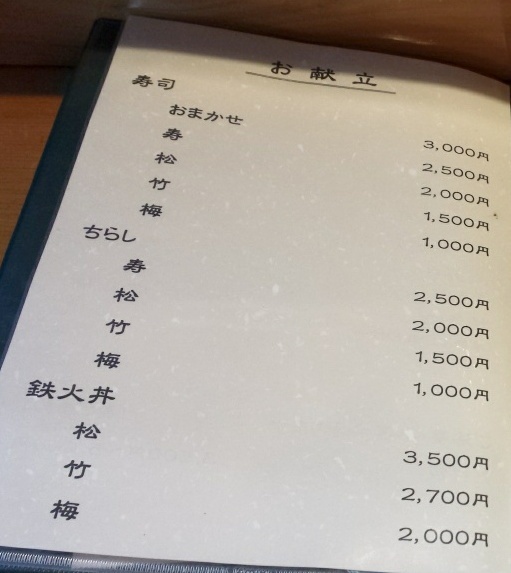 お献立
寿司
おまかせ 3,000円
寿 2,500円
松 2,000円
竹 1,500円
梅 1,000円
ちらし
寿 2,500円
松 2,000円
竹 1,500円
梅 1,000円
鉄火丼
松 3,500円
竹 2,700円
梅 2,000円